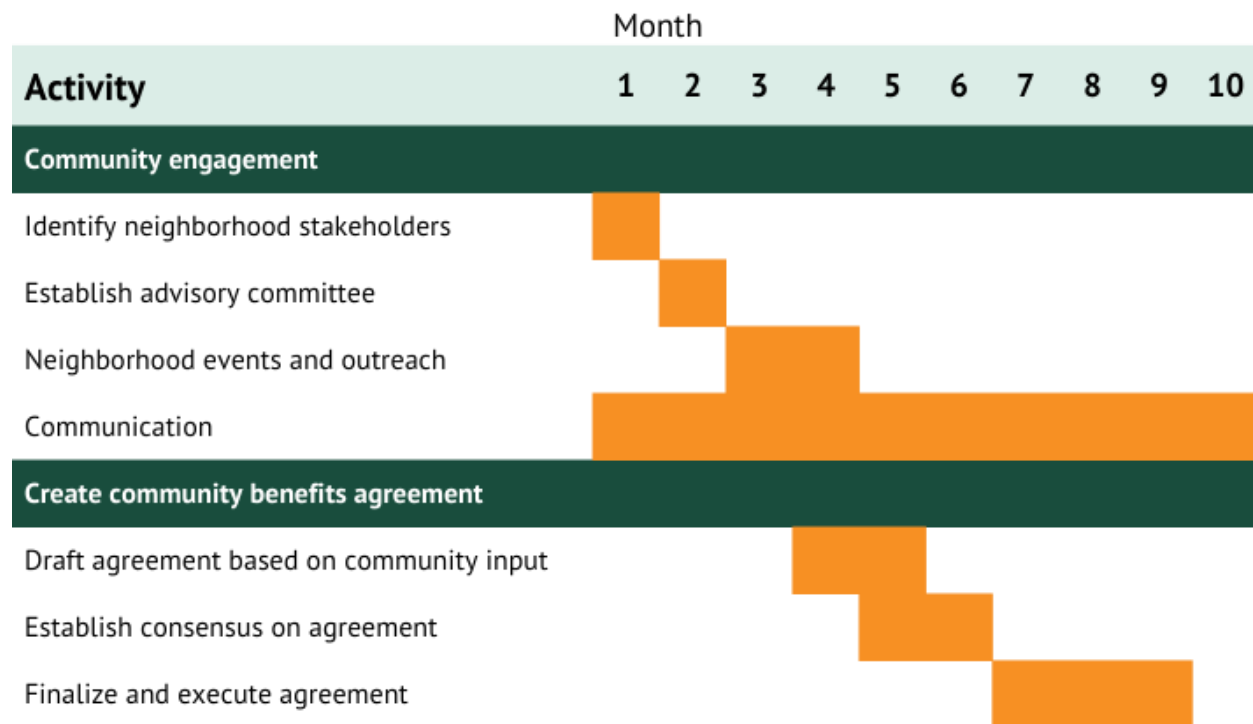 Month
Activity 1 2 3 4 5 6 7 8 9 10
Community engagement
Identify neighborhood stakeholders
Establish advisory committee
Neighborhood events and outreach
Communication
Create community benefits agreement
Draft agreement based on community input
Establish consensus on agreement
Finalize and execute agreement